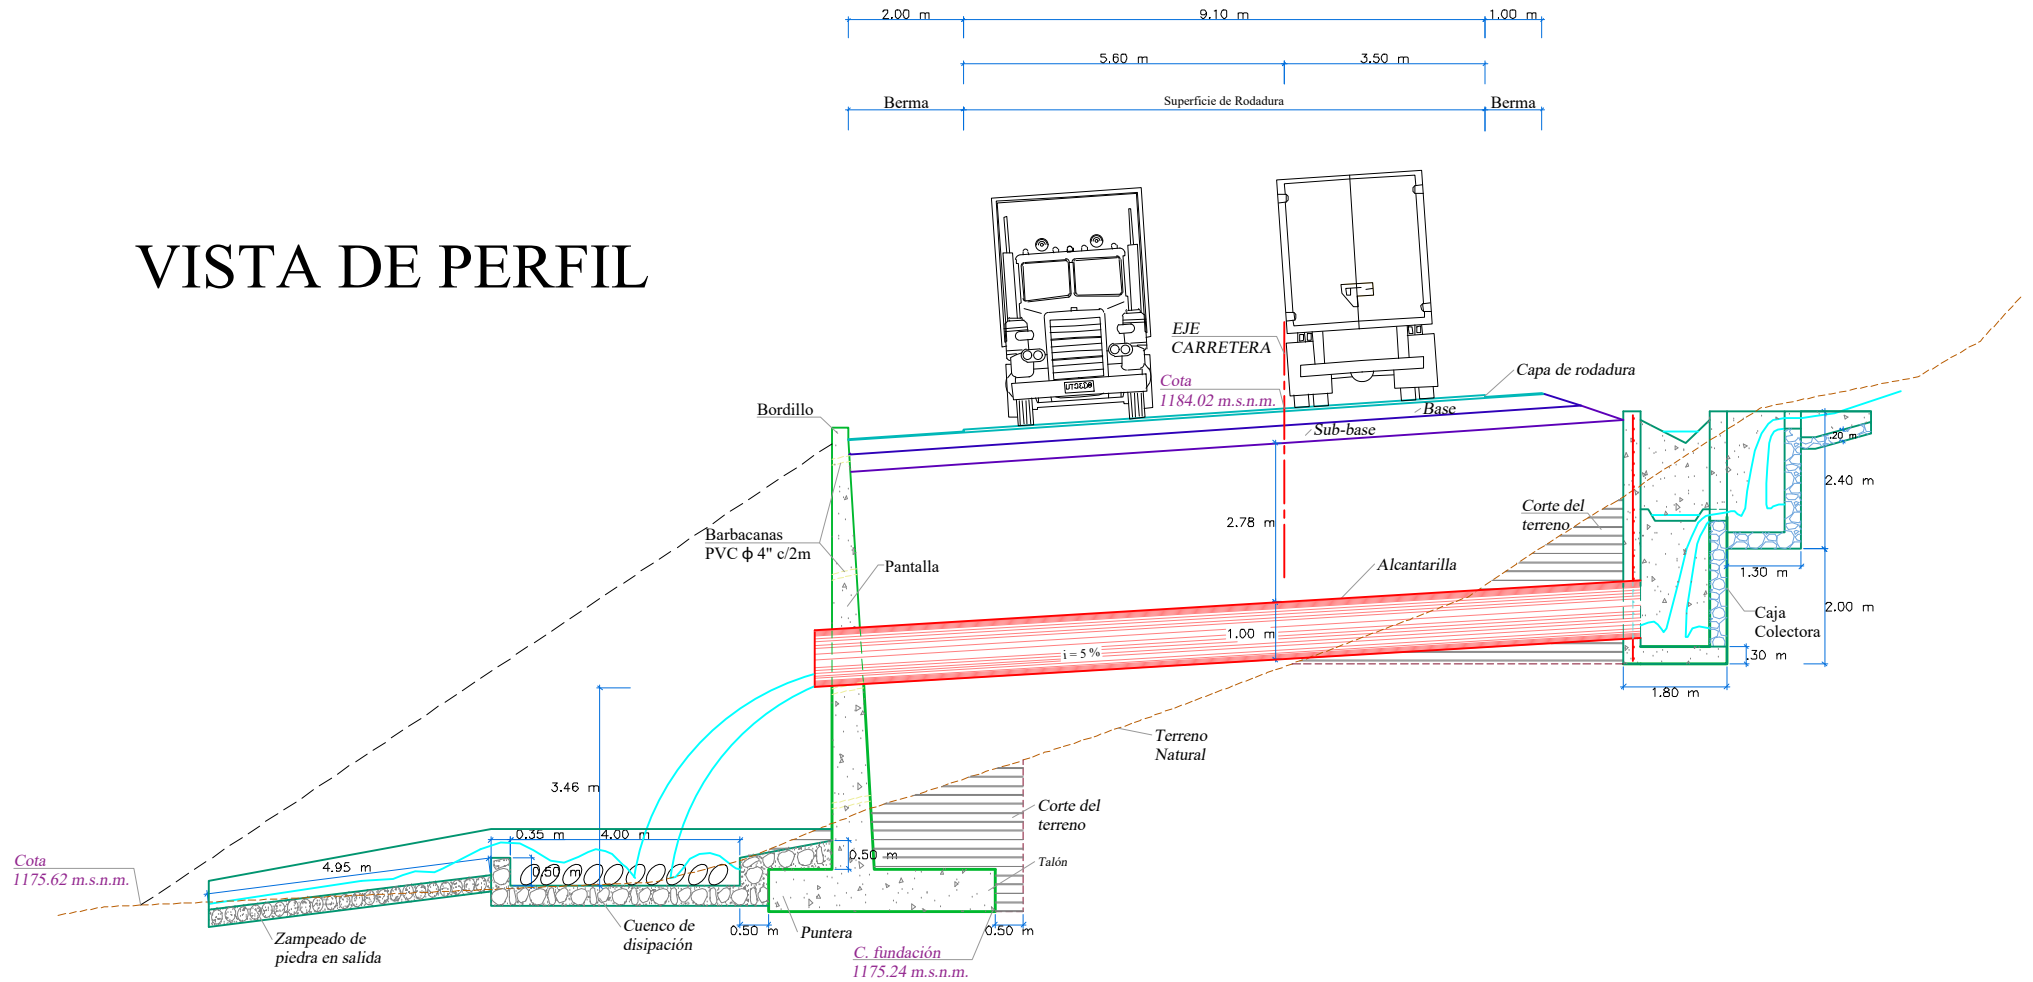 2.00 m
9.10 m
1.00 m
5.60 m
3.50 m
Berma
Superficie de Rodadura
Berma
VISTA DE PERFIL
EJE
CARRETERA
Cota
1184.02 m.s.n.m.
Capa de rodadura
Base
Sub-base
Bordillo
.20 m
2.40 m
Corte del
terreno
2.78 m
Barbacanas
PVC ϕ 4" c/2m
Pantalla
Alcantarilla
1.30 m
2.00 m
Caja
Colectora
1.00 m
i = 5 %
.30 m
1.80 m
Terreno
Natural
3.46 m
Corte del
terreno
0.35 m
4.00 m
0.50 m
Cota
1175.62 m.s.n.m.
4.95 m
0.50 m
Talón
Zampeado de
piedra en salida
Cuenco de
disipación
0.50 m
Puntera
0.50 m
C. fundación
1175.24 m.s.n.m.